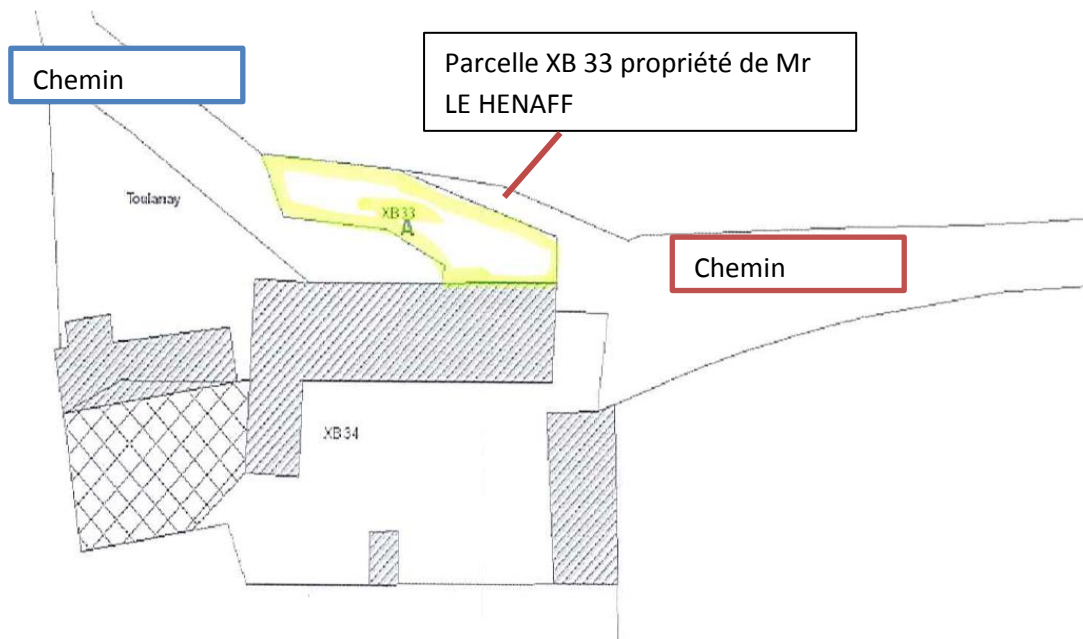 Chemin
Parcelle XB 33 propriété de Mr
LE HENAFF
Toulanay
XB 33
A
Chemin
XB 34